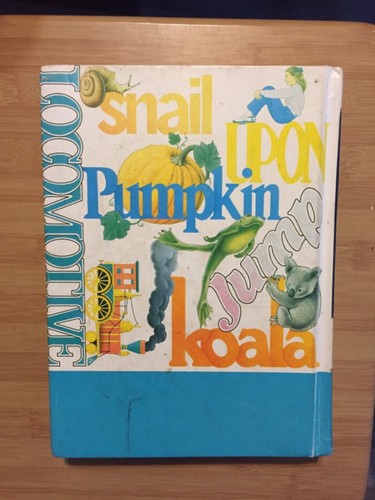 LOCOMOTIVE
snail
UPON
Pumpkin
Jump
koala